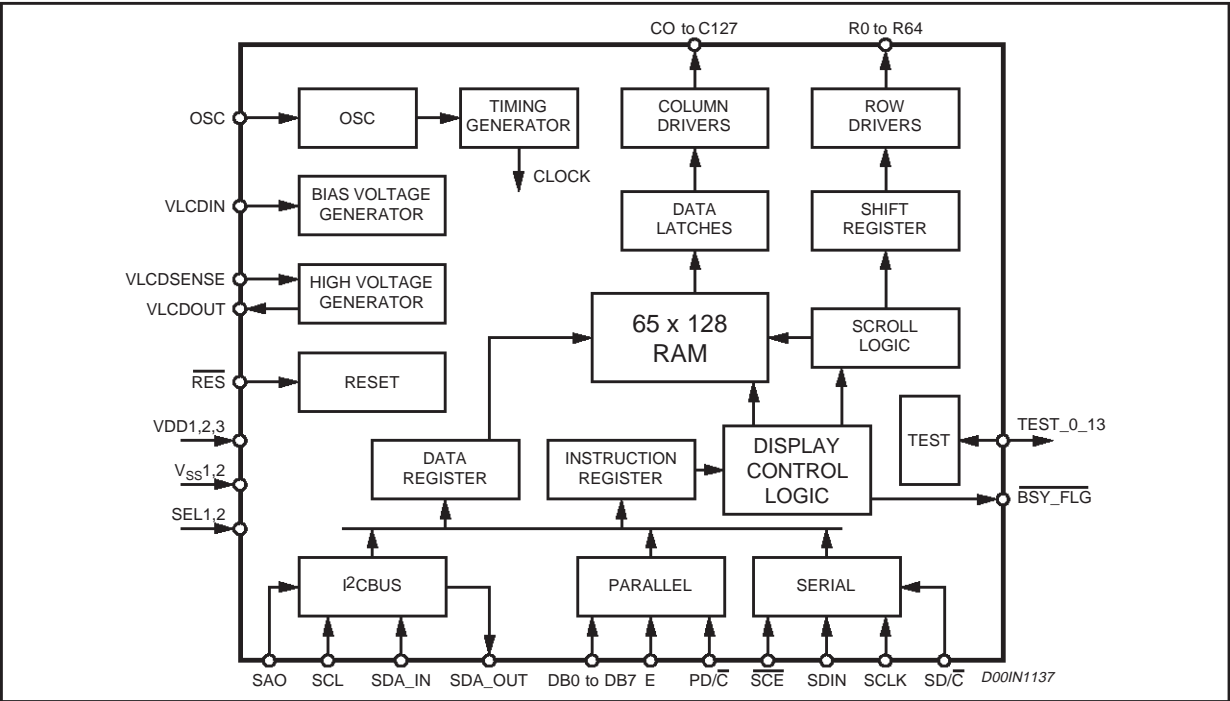 CO to C127
R0 to R64
OSC
OSC
TIMING
GENERATOR
COLUMN
DRIVERS
ROW
DRIVERS
CLOCK
VLCDIN
BIAS VOLTAGE
GENERATOR
DATA
LATCHES
SHIFT
REGISTER
VLCDSENSE
VLCDOUT
HIGH VOLTAGE
GENERATOR
65 x 128
RAM
SCROLL
LOGIC
R̅E̅S̅
RESET
VDD1,2,3
VSS1,2
SEL1,2
DATA
REGISTER
INSTRUCTION
REGISTER
DISPLAY
CONTROL
LOGIC
TEST
TEST_0_13
B̅S̅Y̅_̅F̅L̅G̅
I2CBUS
PARALLEL
SERIAL
SAO
SCL
SDA_IN
SDA_OUT
DB0 to DB7
E
PD/C̅
S̅C̅E̅
SDIN
SCLK
SD/C̅
D00IN1137